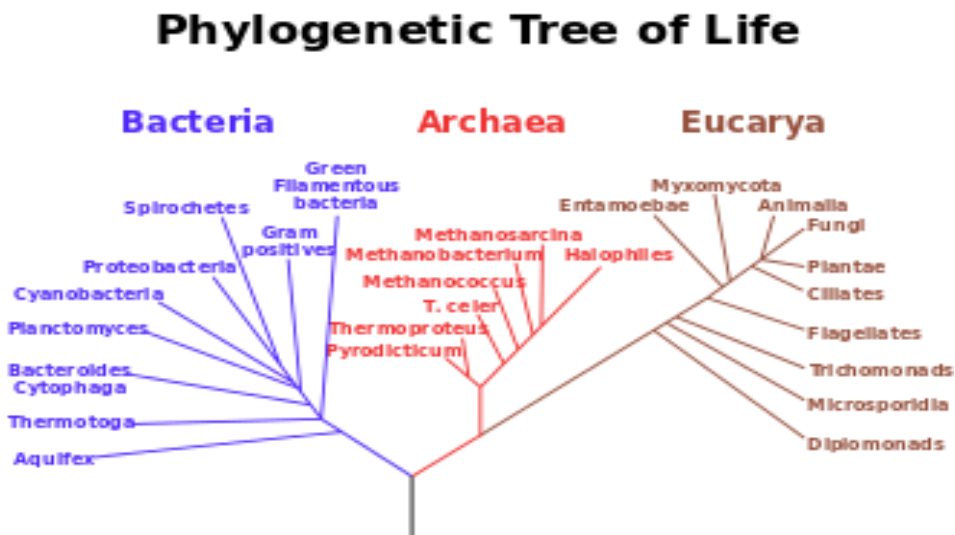 Phylogenetic Tree of Life
Bacteria
Archaea
Eucarya
Green
Filamentous
bacteria
Spirochetes
Gram
positives
Proteobacteria
Cyanobacteria
Planctomyces
Bacteroides
Cytophaga
Thermotoga
Aquifex
Methanosarcina
Methanobacterium
Halophiles
Methanococcus
T. celer
Thermoproteus
Pyrodicticum
Myxomycota
Entamoebae
Animalia
Fungi
Plantae
Ciliates
Flagellates
Trichomonads
Microsporidia
Diplomonads